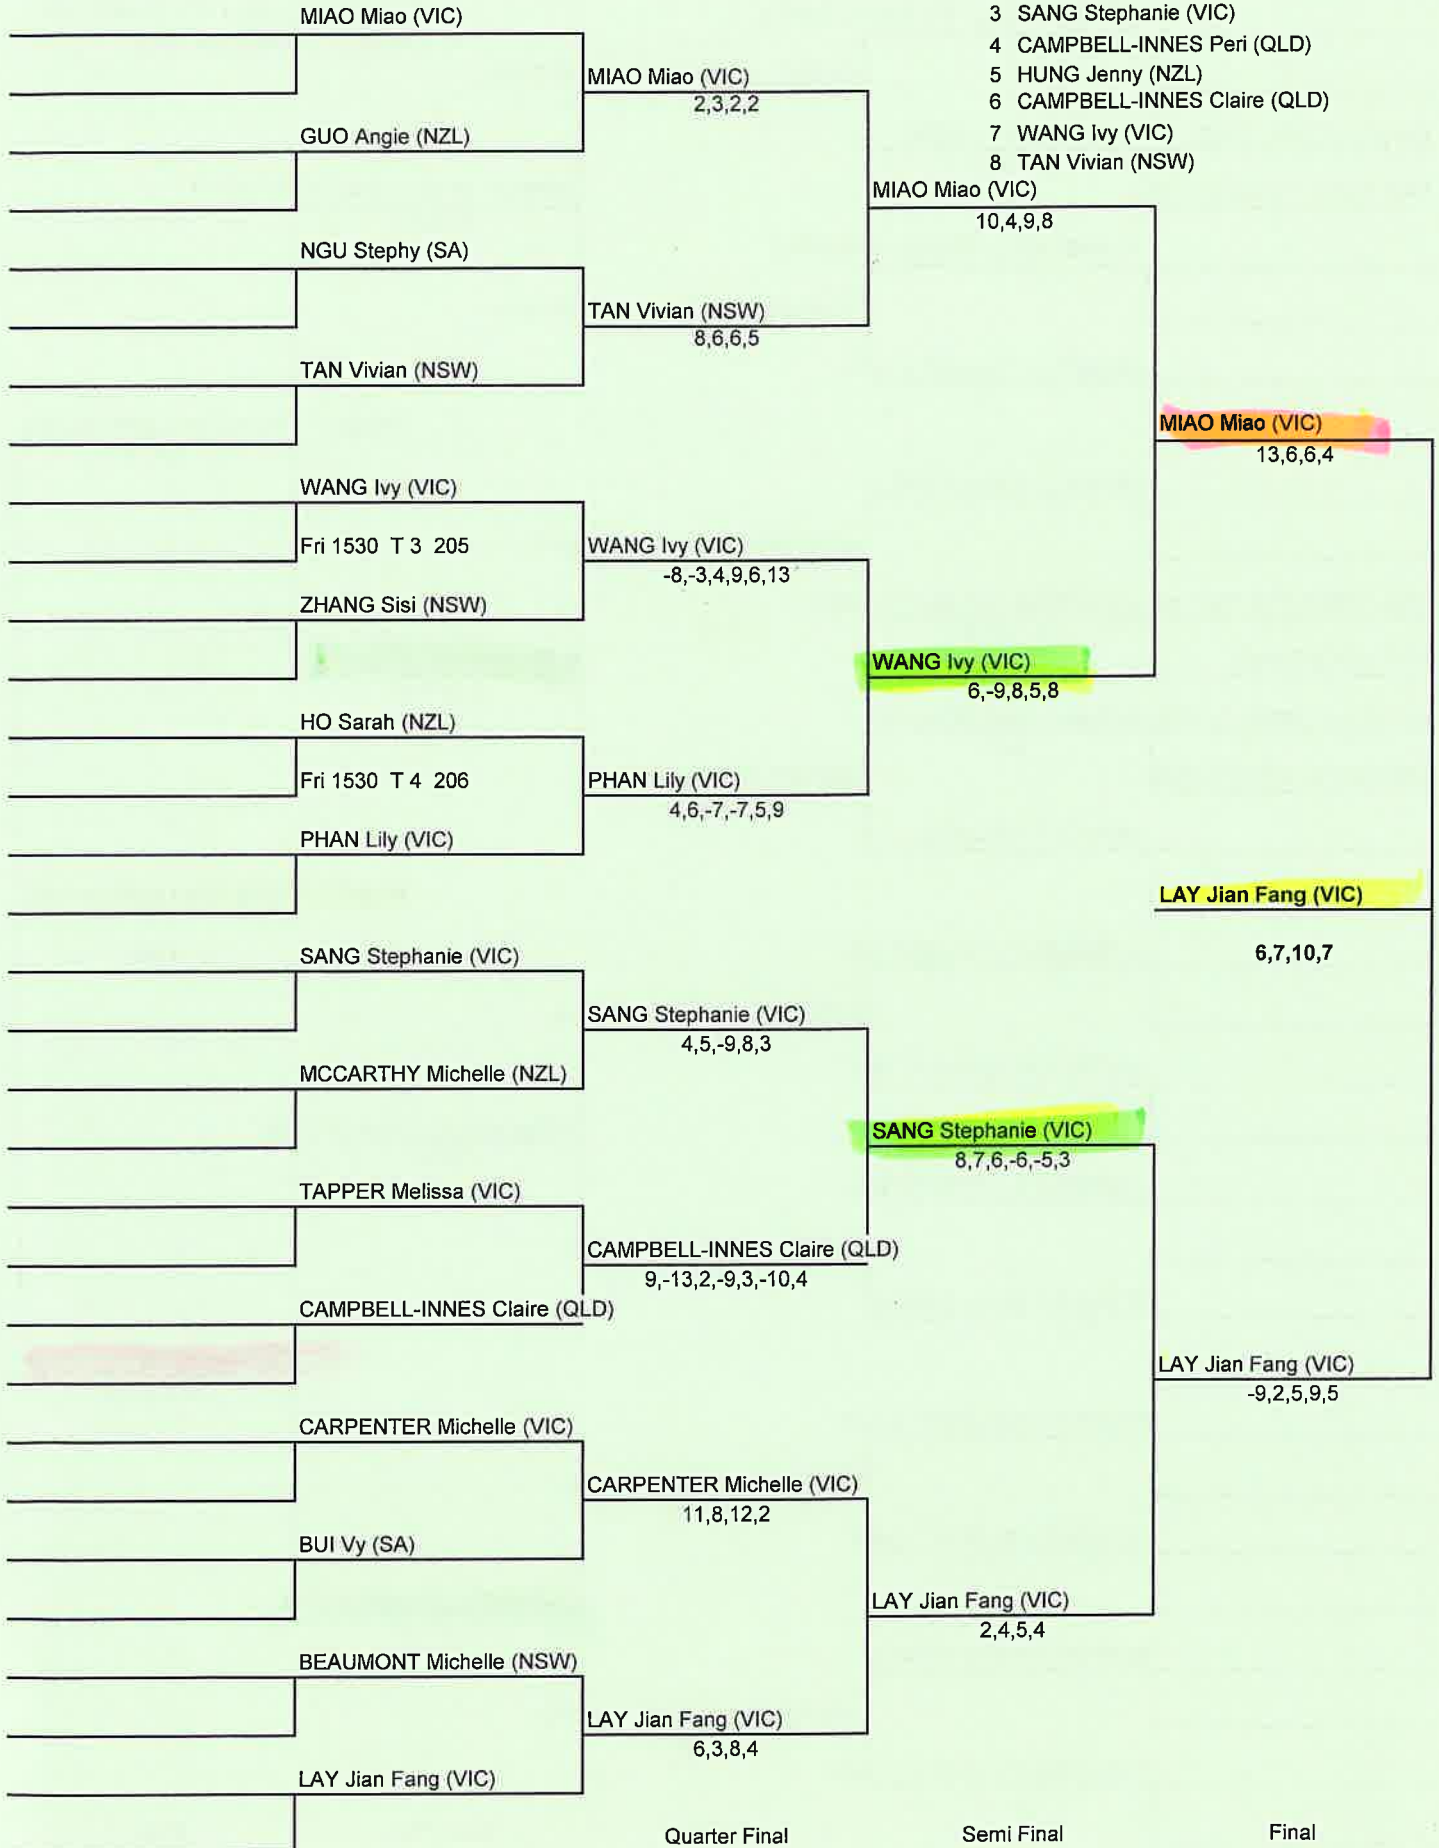 MIAO Miao (VIC)
3 SANG Stephanie (VIC)
4 CAMPBELL-INNES Peri (QLD)
5 HUNG Jenny (NZL)
6 CAMPBELL-INNES Claire (QLD)
7 WANG Ivy (VIC)
8 TAN Vivian (NSW)
MIAO Miao (VIC)
2,3,2,2
GUO Angie (NZL)
MIAO Miao (VIC)
10,4,9,8
NGU Stephy (SA)
TAN Vivian (NSW)
8,6,6,5
TAN Vivian (NSW)
MIAO Miao (VIC)
13,6,6,4
WANG Ivy (VIC)
Fri 1530 T 3 205
WANG Ivy (VIC)
-8,-3,4,9,6,13
ZHANG Sisi (NSW)
WANG Ivy (VIC)
6,-9,8,5,8
HO Sarah (NZL)
Fri 1530 T 4 206
PHAN Lily (VIC)
4,6,-7,-7,5,9
PHAN Lily (VIC)
LAY Jian Fang (VIC)
6,7,10,7
SANG Stephanie (VIC)
SANG Stephanie (VIC)
4,5,-9,8,3
MCCARTHY Michelle (NZL)
SANG Stephanie (VIC)
8,7,6,-6,-5,3
TAPPER Melissa (VIC)
CAMPBELL-INNES Claire (QLD)
9,-13,2,-9,3,-10,4
CAMPBELL-INNES Claire (QLD)
LAY Jian Fang (VIC)
-9,2,5,9,5
CARPENTER Michelle (VIC)
CARPENTER Michelle (VIC)
11,8,12,2
BUI Vy (SA)
LAY Jian Fang (VIC)
2,4,5,4
BEAUMONT Michelle (NSW)
LAY Jian Fang (VIC)
6,3,8,4
LAY Jian Fang (VIC)
Quarter Final
Semi Final
Final